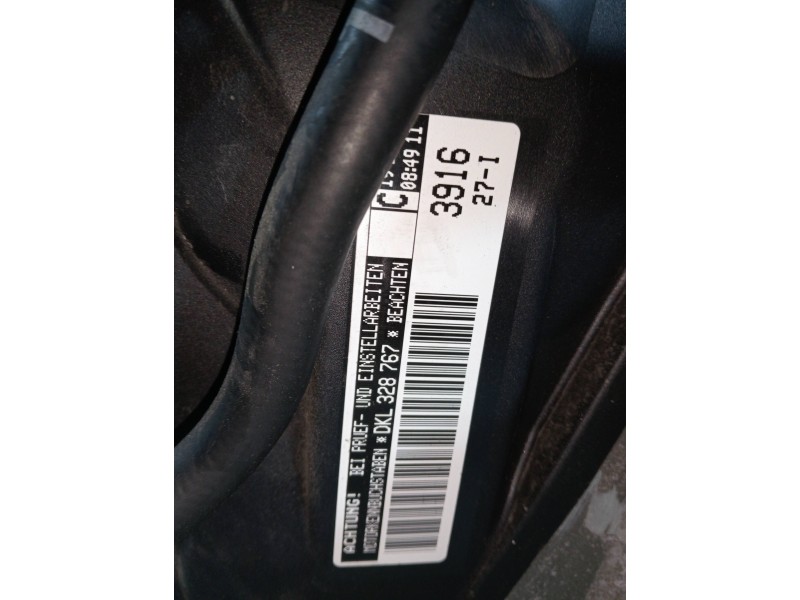 ACHTUNG! BEI PRUEF- UND EINSTELLARBEITEN
MOTORKENNBUCHSTABEN *DKL 328 767* BEACHTEN
C
08:49 11
3916
27-I